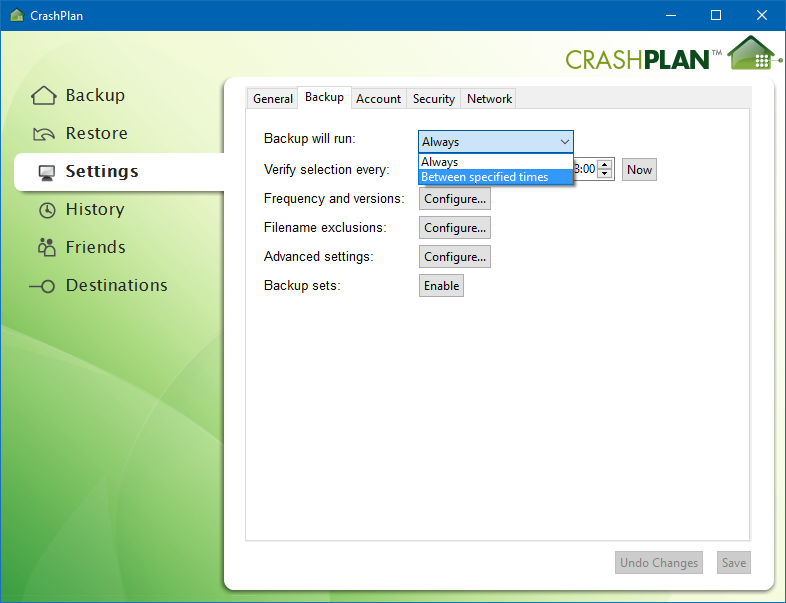 CrashPlan
CRASHPLAN™
Backup
Restore
Settings
History
Friends
Destinations
General Backup Account Security Network
Backup will run: Always
Always
Between specified times
Verify selection every: :00 Now
Frequency and versions: Configure...
Filename exclusions: Configure...
Advanced settings: Configure...
Backup sets: Enable
Undo Changes Save